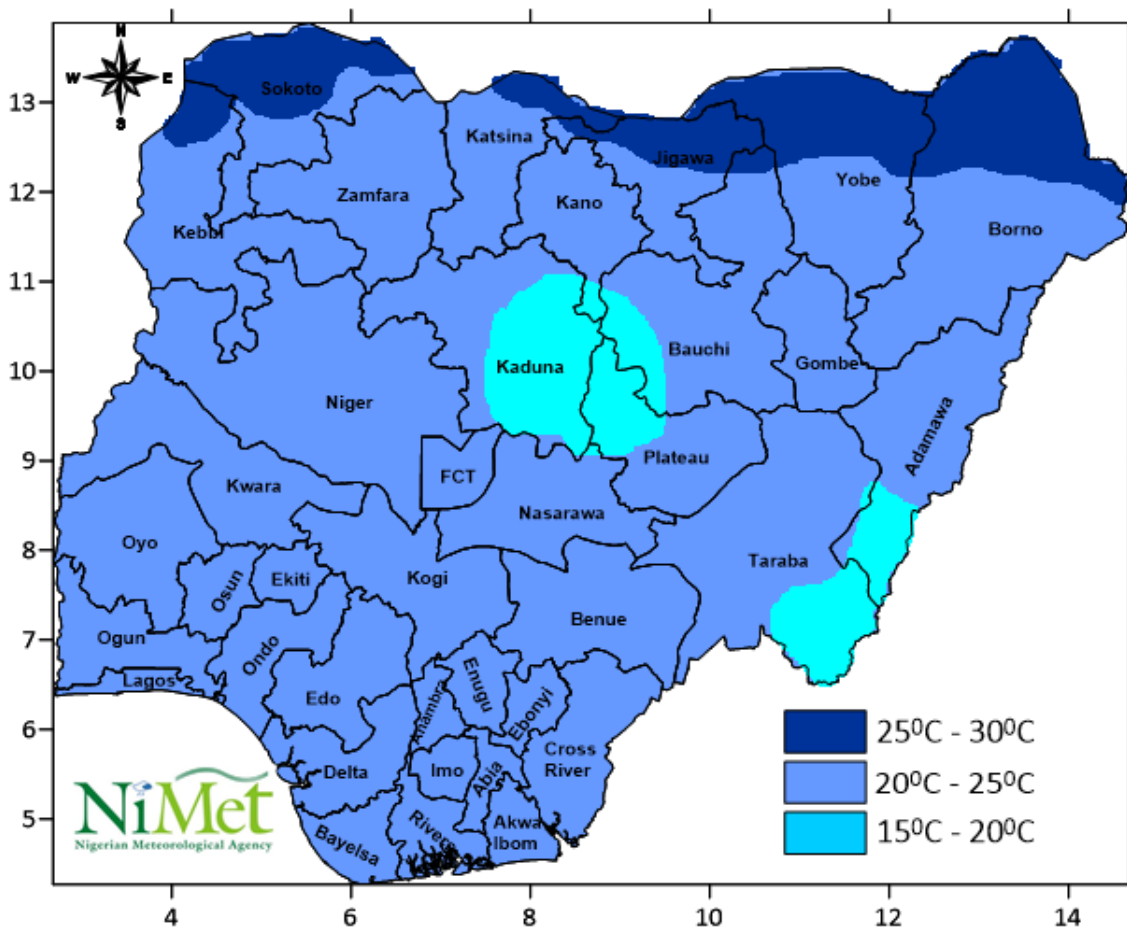 N
W E
S
13
12
11
10
9
8
7
6
5
4 6 8 10 12 14
Sokoto
Katsina
Jigawa
Zamfara
Kano
Yobe
Kebbi
Borno
Kaduna
Bauchi
Gombe
Niger
Adamawa
Plateau
FCT
Kwara
Nasarawa
Oyo
Taraba
Osun
Ekiti
Kogi
Benue
Ogun
Ondo
Lagos
Edo
Anambra
Enugu
Ebonyi
Cross
River
Delta
Imo
Abia
Bayelsa
Rivers
Akwa
Ibom
25⁰C - 30⁰C
20⁰C - 25⁰C
15⁰C - 20⁰C
NiMet
Nigerian Meteorological Agency